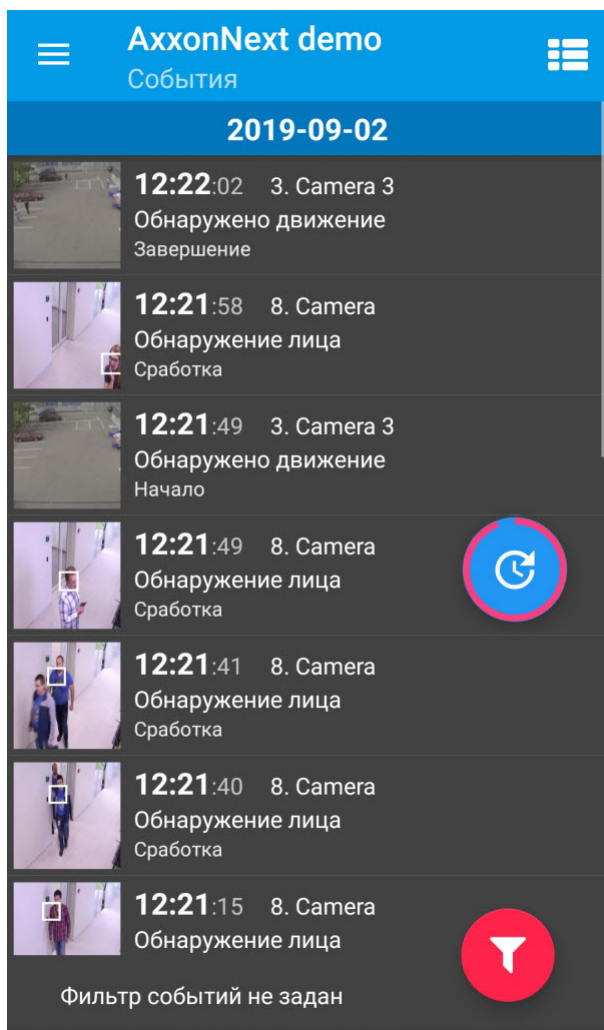 AxxonNext demo
События
2019-09-02
12:22:02 3. Camera 3
Обнаружено движение
Завершение
12:21:58 8. Camera
Обнаружение лица
Сработка
12:21:49 3. Camera 3
Обнаружено движение
Начало
12:21:49 8. Camera
Обнаружение лица
Сработка
12:21:41 8. Camera
Обнаружение лица
Сработка
12:21:40 8. Camera
Обнаружение лица
Сработка
12:21:15 8. Camera
Обнаружение лица
Фильтр событий не задан